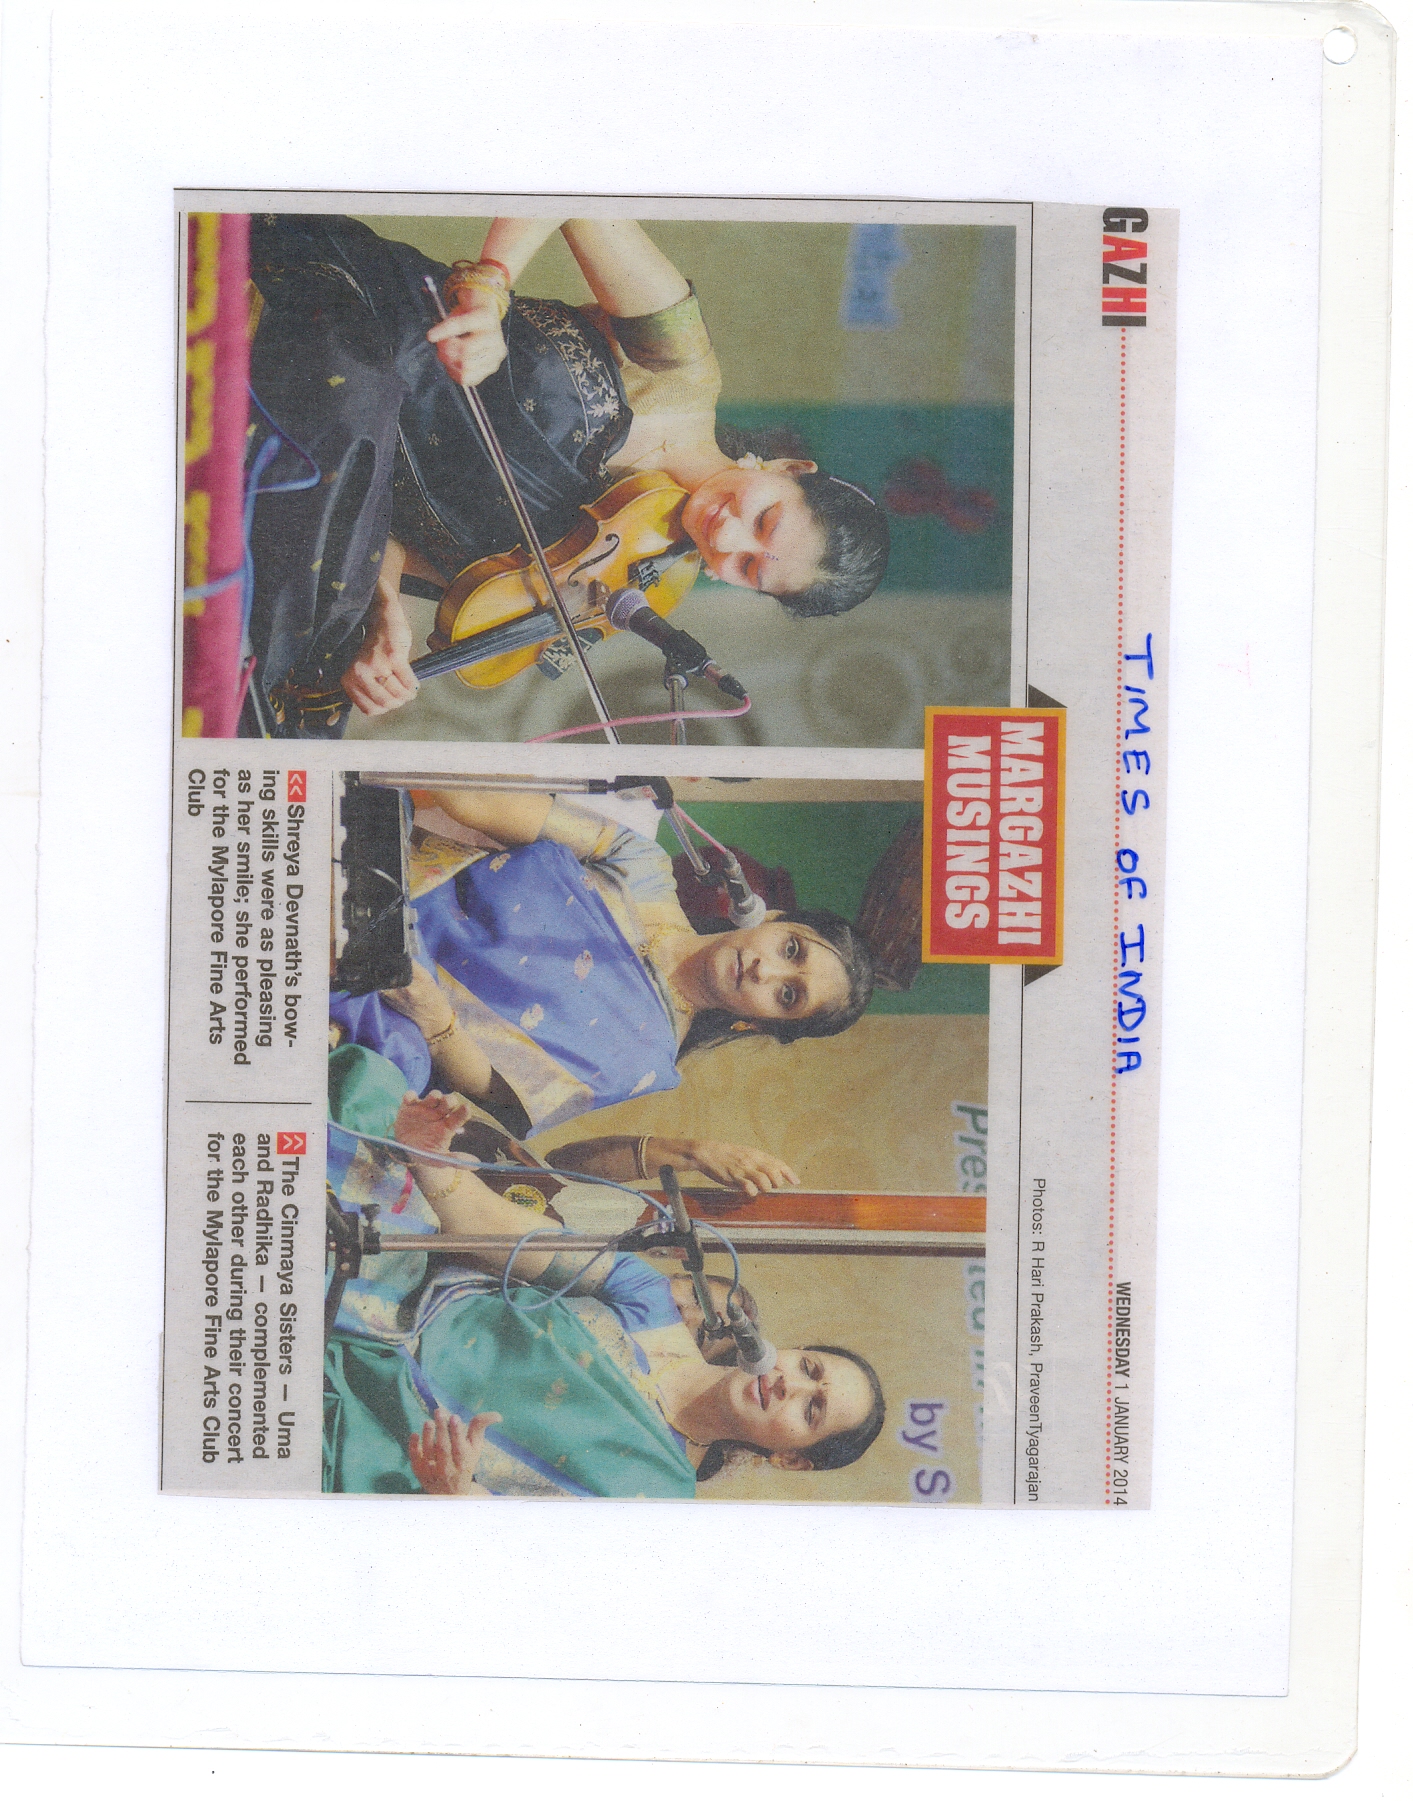 GAZHI
TIMES OF INDIA
WEDNESDAY 1 JANUARY 2014
Photos: R Hari Prakash, PraveenTyagarajan
MARGAZHI
MUSINGS
Pres
by S
<< Shreya Devnath's bow-
ing skills were as pleasing
as her smile; she performed
for the Mylapore Fine Arts
Club
The Cinmaya Sisters — Uma
and Radhika — complemented
each other during their concert
for the Mylapore Fine Arts Club